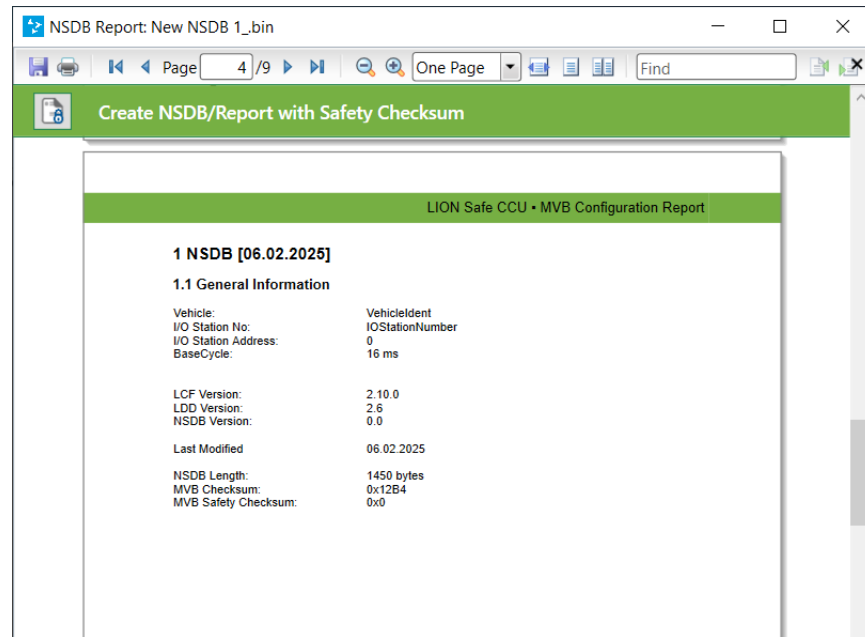 NSDB Report: New NSDB 1_.bin
Page 4 /9 One Page Find
Create NSDB/Report with Safety Checksum
LION Safe CCU • MVB Configuration Report
1 NSDB [06.02.2025]
1.1 General Information
Vehicle: VehicleIdent
I/O Station No: IOStationNumber
I/O Station Address: 0
BaseCycle: 16 ms
LCF Version: 2.10.0
LDD Version: 2.6
NSDB Version: 0.0
Last Modified 06.02.2025
NSDB Length: 1450 bytes
MVB Checksum: 0x12B4
MVB Safety Checksum: 0x0